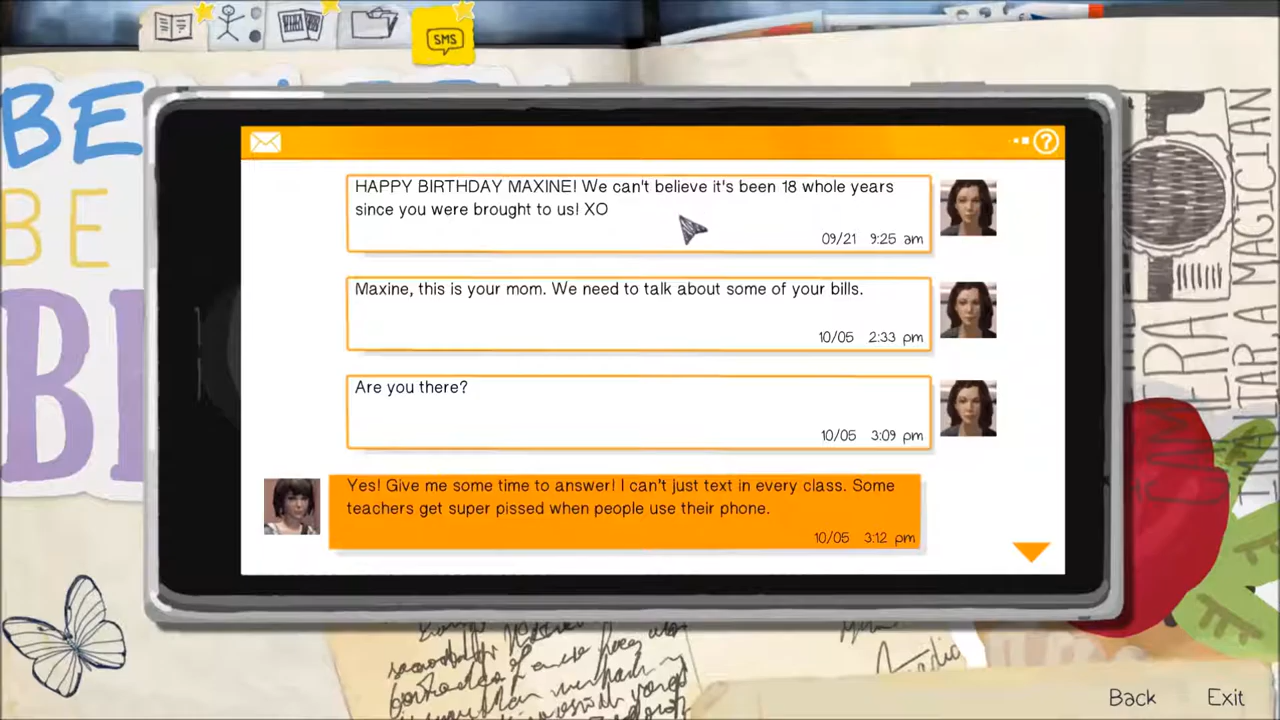 SMS
BE
BE
B
HAPPY BIRTHDAY MAXINE! We can't believe it's been 18 whole years
since you were brought to us! XO
09/21 9:25 am
Maxine, this is your mom. We need to talk about some of your bills.
10/05 2:33 pm
Are you there?
10/05 3:09 pm
Yes! Give me some time to answer! I can't just text in every class. Some
teachers get super pissed when people use their phone.
10/05 3:12 pm
?
CAMERA
MAGICIAN
Back
Exit